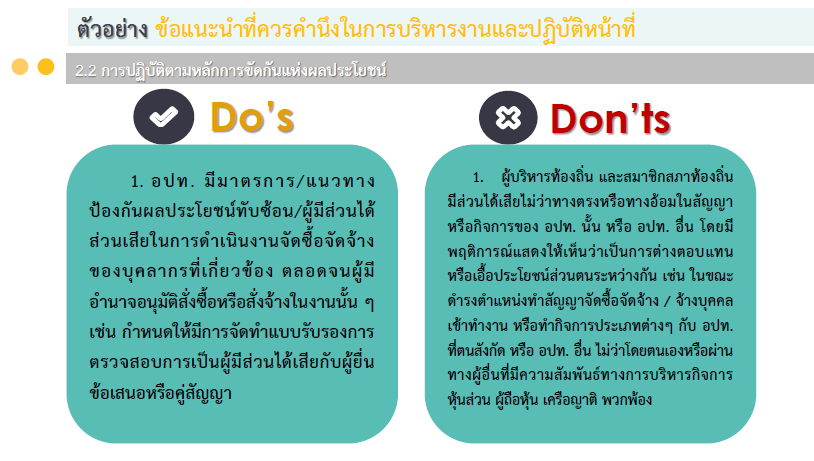 ตัวอย่าง ข้อแนะนำที่ควรคำนึงในการบริหารงานและปฏิบัติหน้าที่
2.2 การปฏิบัติตามหลักการขัดกันแห่งผลประโยชน์
Do's
1. อปท. มีมาตรการ/แนวทาง
ป้องกันผลประโยชน์ทับซ้อน/ผู้มีส่วนได้
ส่วนเสียในการดำเนินงานจัดซื้อจัดจ้าง
ของบุคลากรที่เกี่ยวข้อง ตลอดจนผู้มี
อำนาจอนุมัติสั่งซื้อหรือสั่งจ้างในงานนั้น ๆ
เช่น กำหนดให้มีการจัดทำแบบรับรองการ
ตรวจสอบการเป็นผู้มีส่วนได้เสียกับผู้ยื่น
ข้อเสนอหรือคู่สัญญา
Don'ts
1. ผู้บริหารท้องถิ่น และสมาชิกสภาท้องถิ่น
มีส่วนได้เสียไม่ว่าทางตรงหรือทางอ้อมในสัญญา
หรือกิจการของ อปท. นั้น หรือ อปท. อื่น โดยมี
พฤติการณ์แสดงให้เห็นว่าเป็นการต่างตอบแทน
หรือเอื้อประโยชน์ส่วนตนระหว่างกัน เช่น ในขณะ
ดำรงตำแหน่งทำสัญญาจัดซื้อจัดจ้าง / จ้างบุคคล
เข้าทำงาน หรือทำกิจการประเภทต่างๆ กับ อปท.
ที่ตนสังกัด หรือ อปท. อื่น ไม่ว่าโดยตนเองหรือผ่าน
ทางผู้อื่นที่มีความสัมพันธ์ทางการบริหารกิจการ
หุ้นส่วน ผู้ถือหุ้น เครือญาติ พวกพ้อง